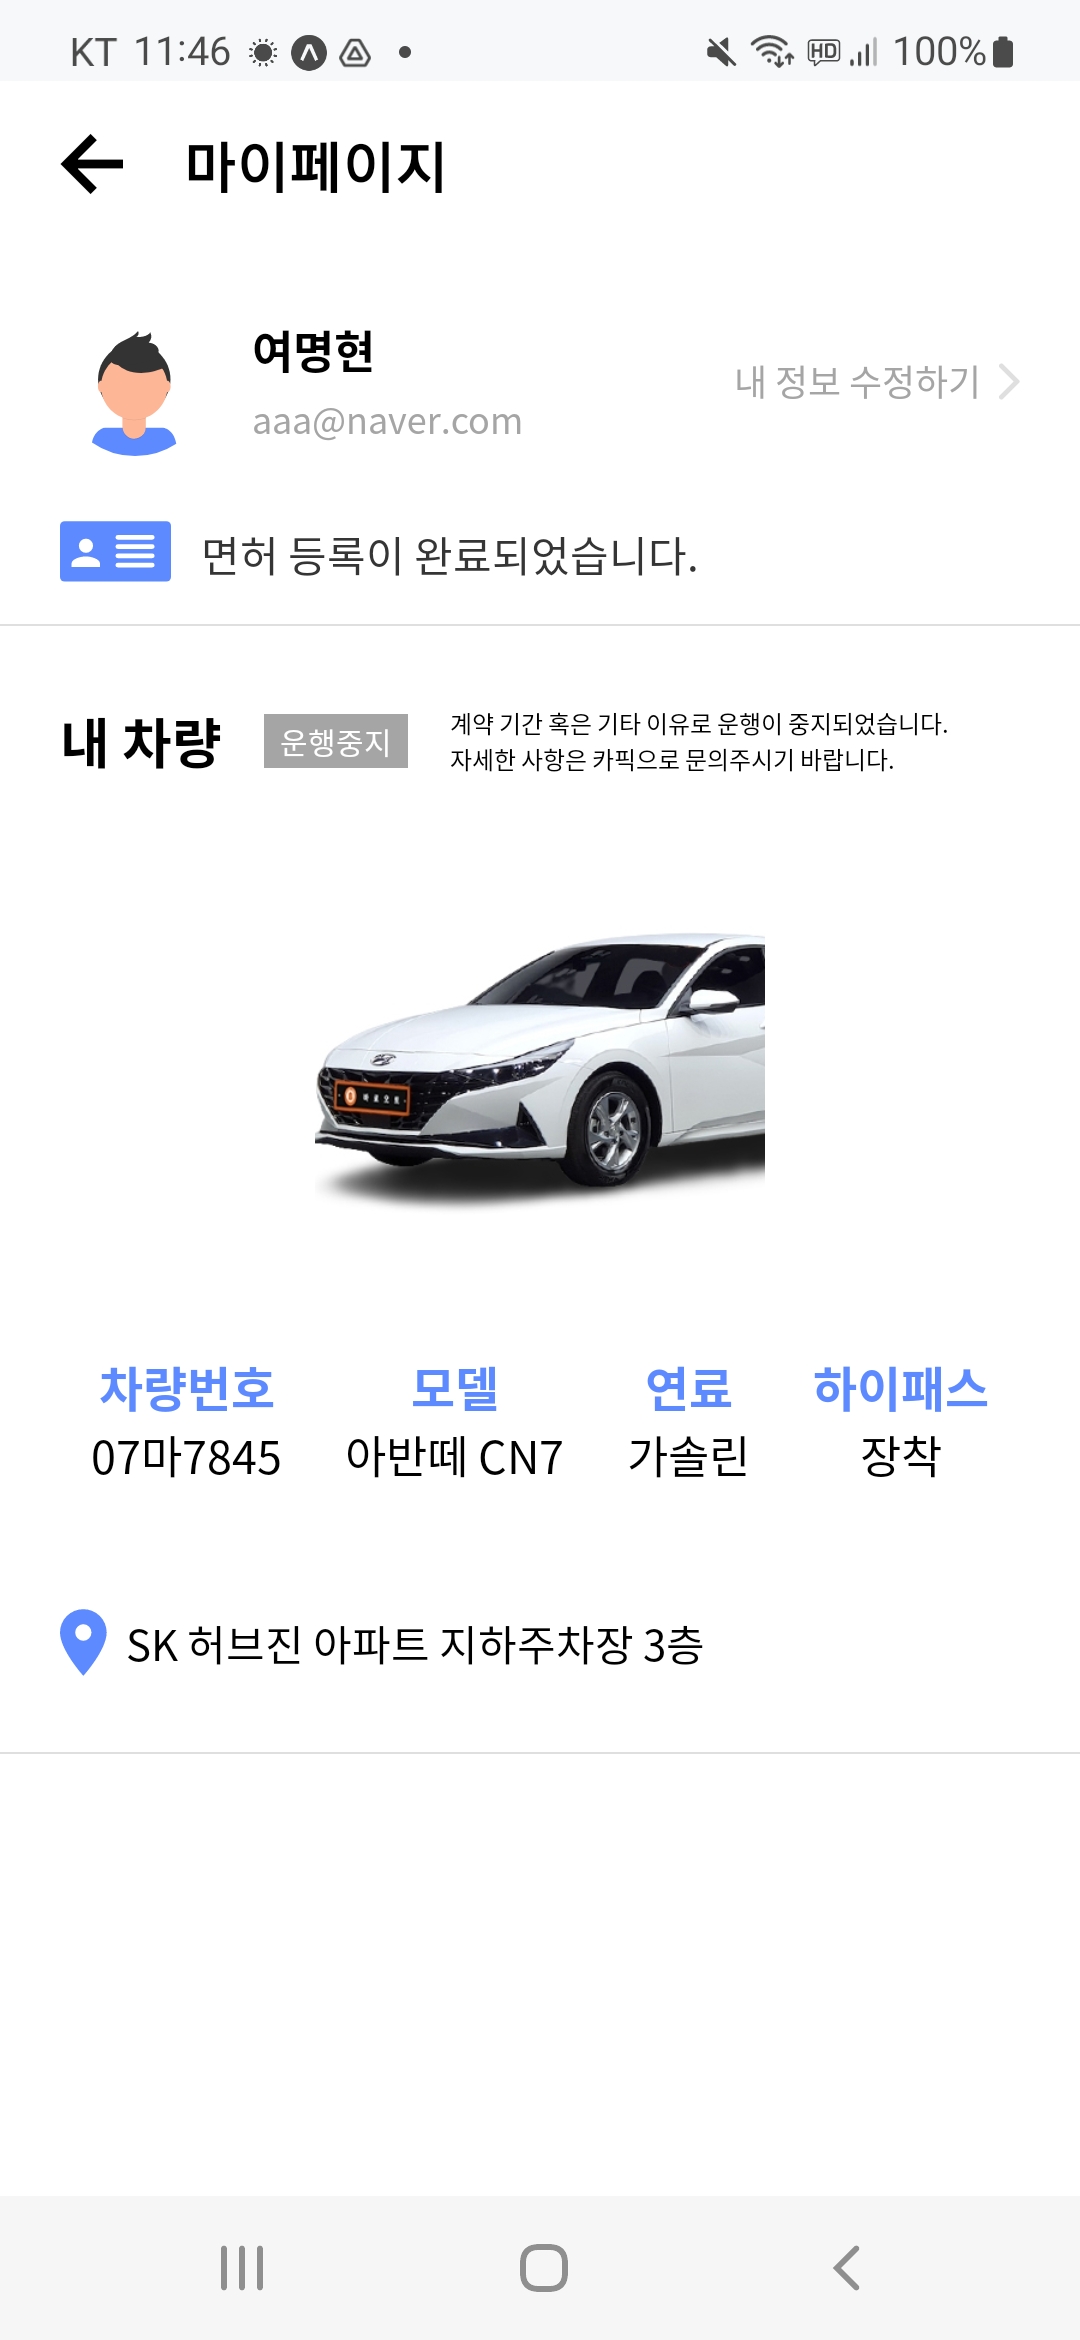 KT 11:46 HD 100%
마이페이지
여명현
aaa@naver.com
내 정보 수정하기
면허 등록이 완료되었습니다.
내 차량
운행중지
계약 기간 혹은 기타 이유로 운행이 중지되었습니다.
자세한 사항은 카픽으로 문의주시기 바랍니다.
차량번호 모델 연료 하이패스
07마7845 아반떼 CN7 가솔린 장착
SK 허브진 아파트 지하주차장 3층